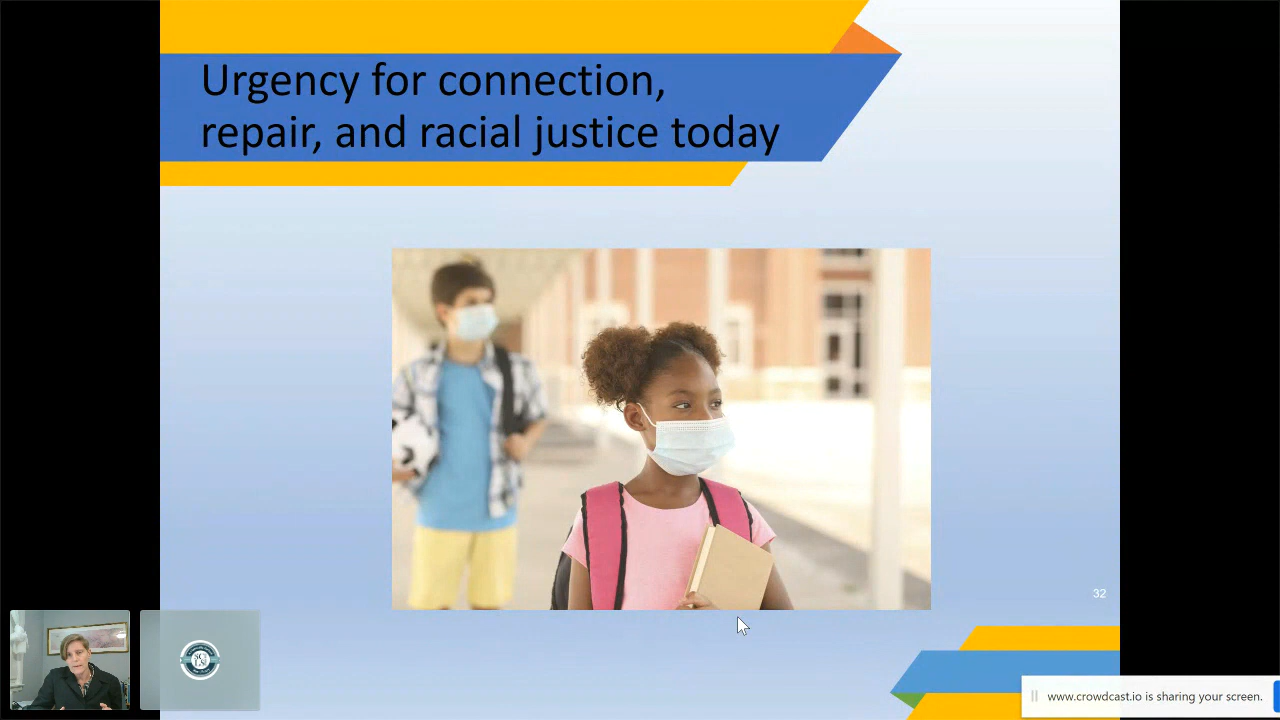 Urgency for connection,
repair, and racial justice today
32
www.crowdcast.io is sharing your screen.